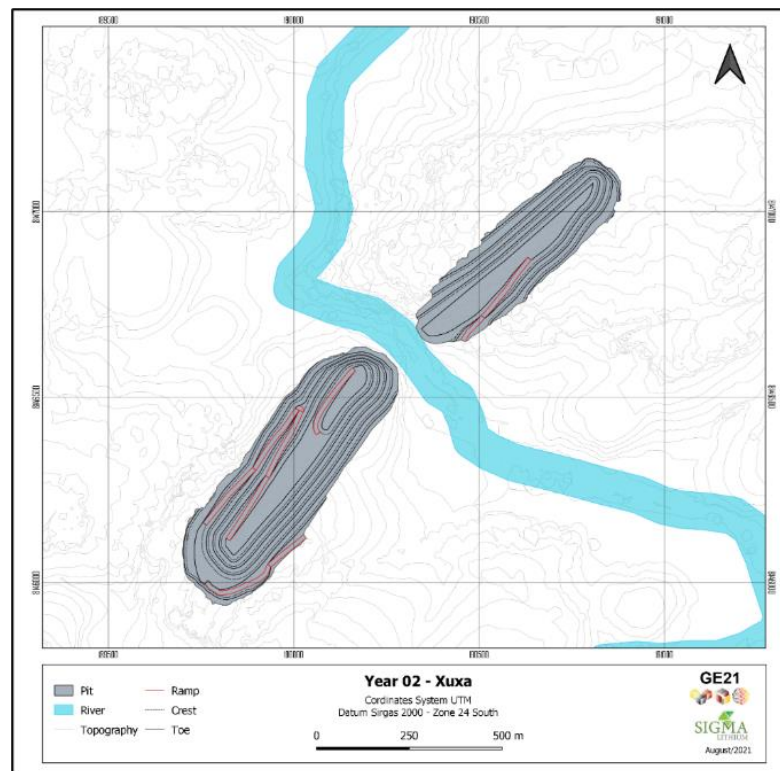 Year 02 - Xuxa
Cordinates System UTM
Datum Sirgas 2000 - Zone 24 South
0 250 500 m
Pit
River
Topography
Ramp
Crest
Toe
GE21
SIGMA
LITHIUM
August/2021